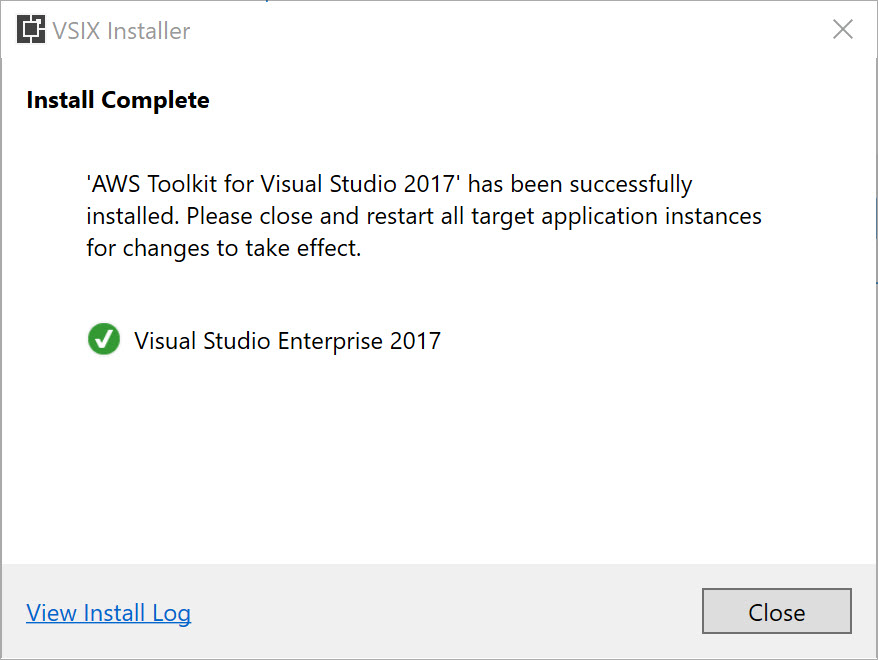 VSIX Installer
Install Complete
'AWS Toolkit for Visual Studio 2017' has been successfully
installed. Please close and restart all target application instances
for changes to take effect.
Visual Studio Enterprise 2017
View Install Log
Close